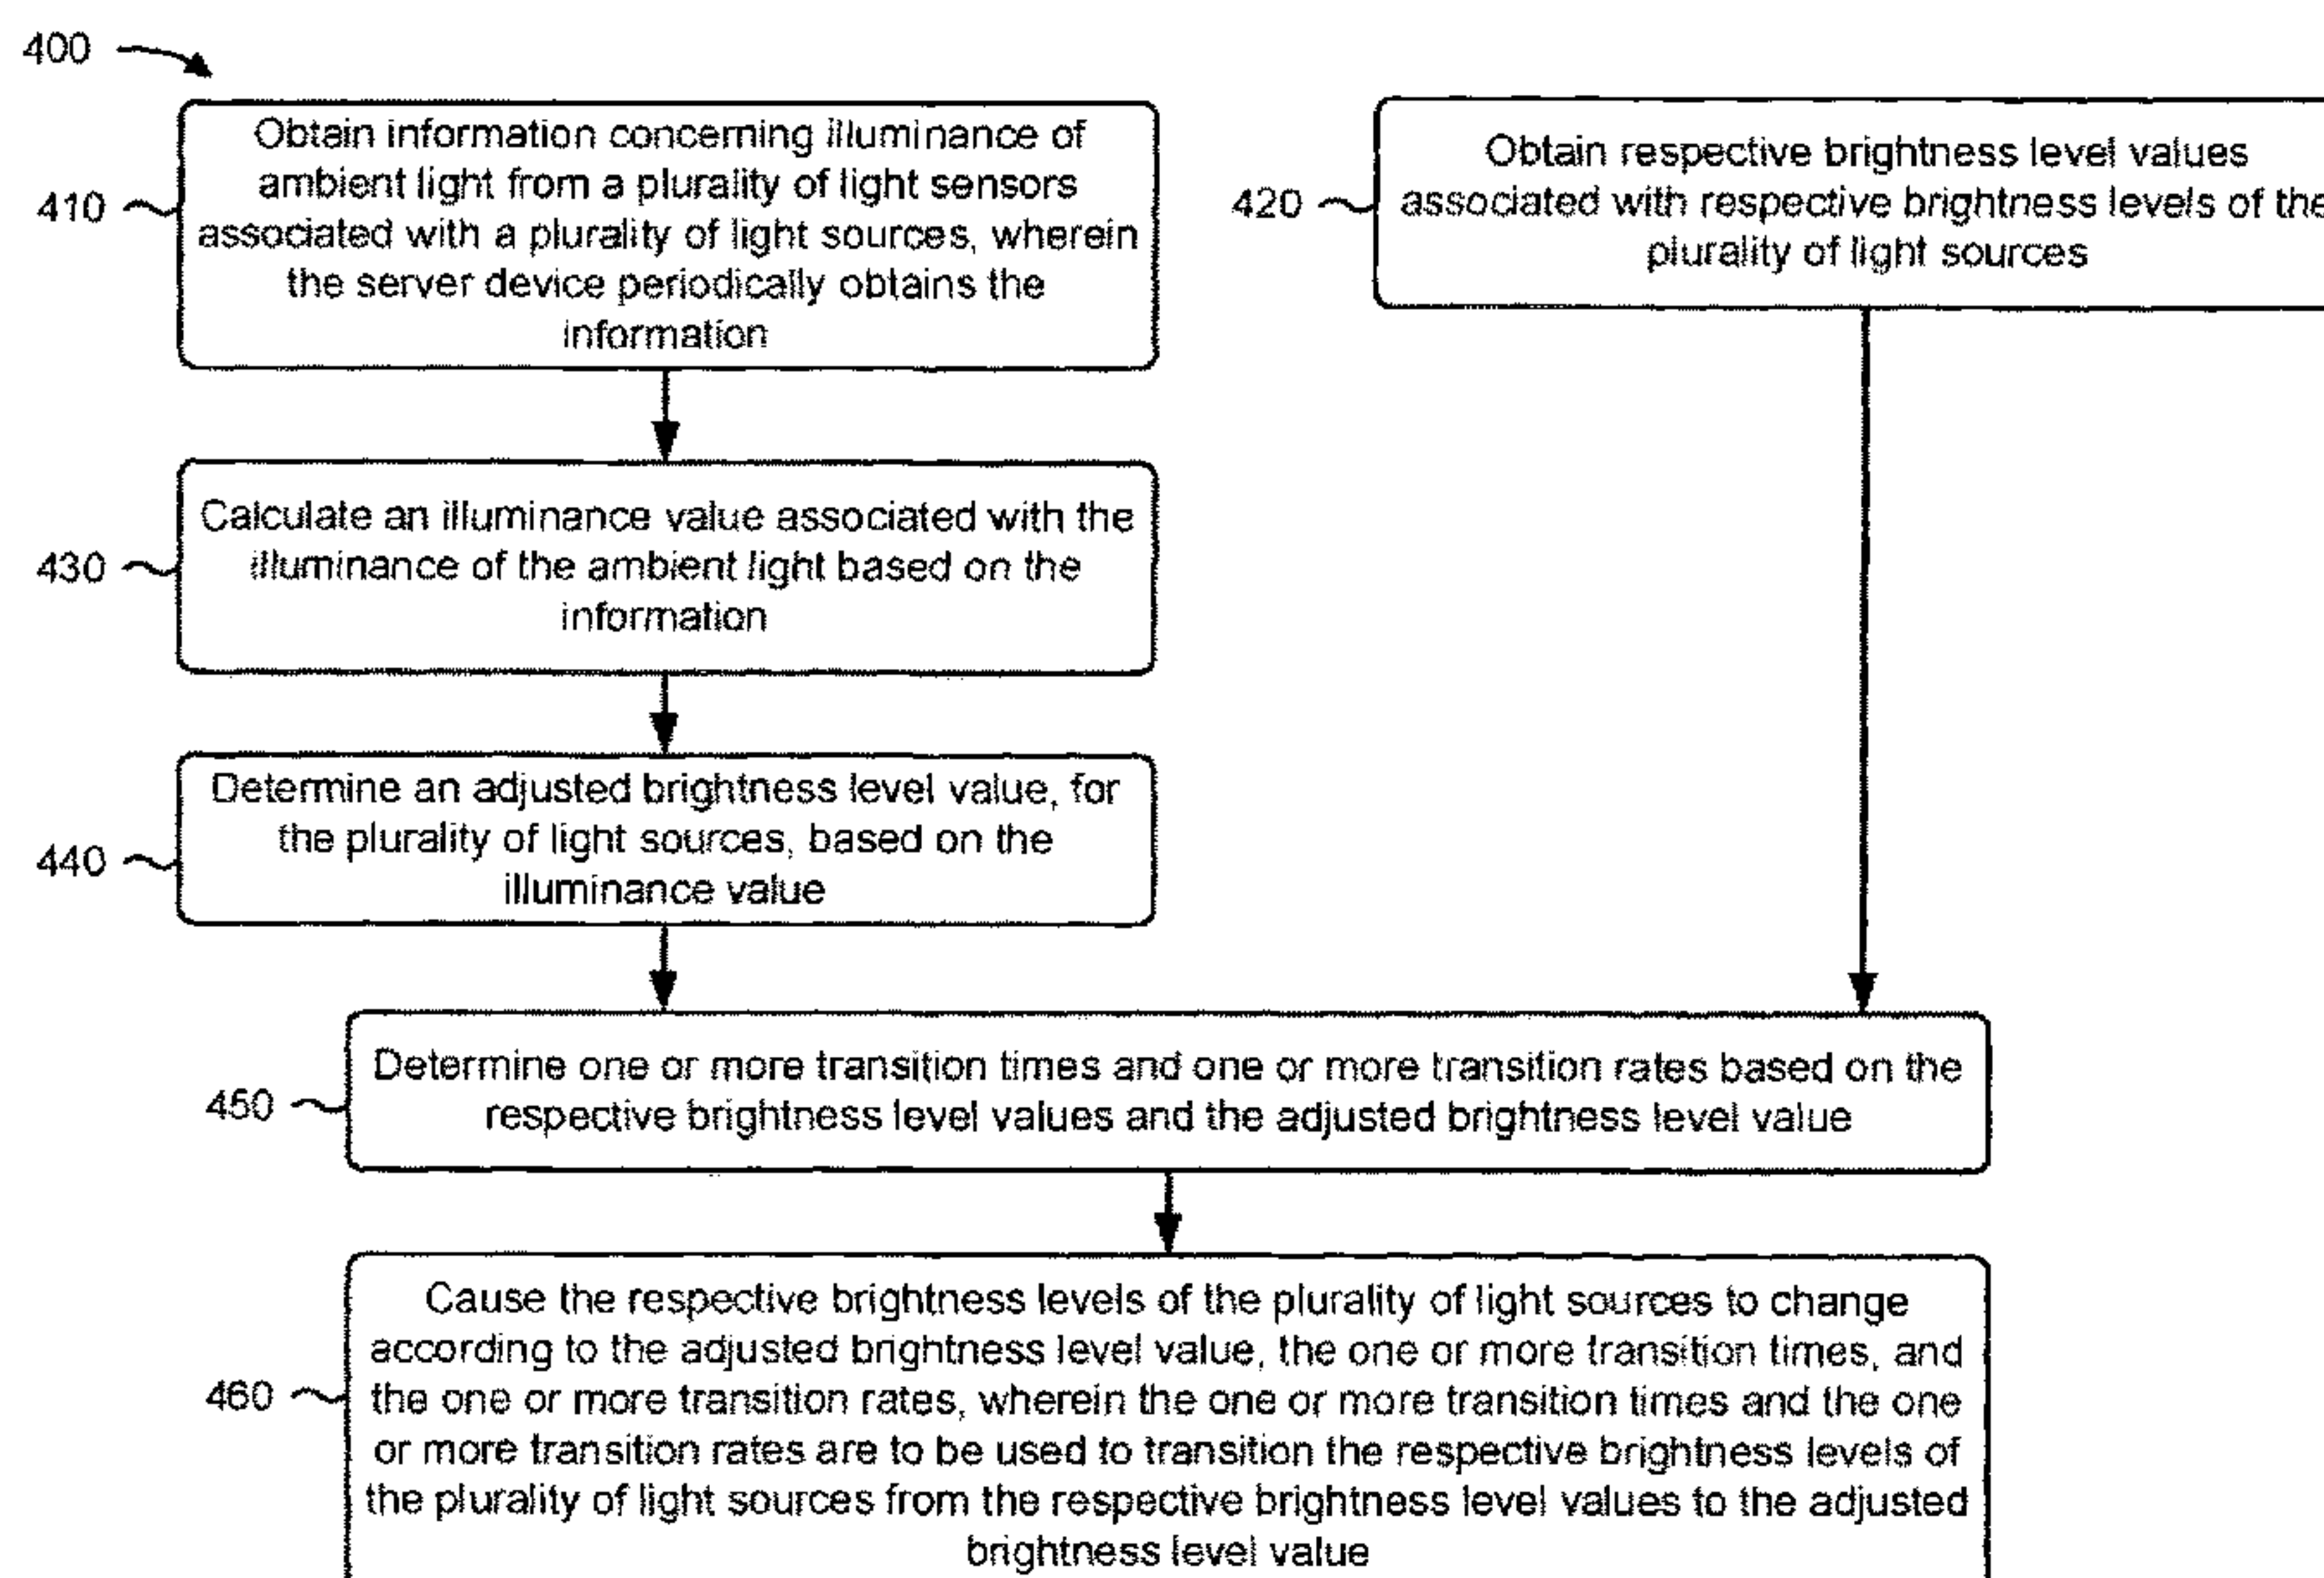 400
410
Obtain information concerning illuminance of
ambient light from a plurality of light sensors
associated with a plurality of light sources, wherein
the server device periodically obtains the
information
420
Obtain respective brightness level values
associated with respective brightness levels of the
plurality of light sources
430
Calculate an illuminance value associated with the
illuminance of the ambient light based on the
information
440
Determine an adjusted brightness level value, for
the plurality of light sources, based on the
illuminance value
450
Determine one or more transition times and one or more transition rates based on the
respective brightness level values and the adjusted brightness level value
460
Cause the respective brightness levels of the plurality of light sources to change
according to the adjusted brightness level value, the one or more transition times, and
the one or more transition rates, wherein the one or more transition times and the one
or more transition rates are to be used to transition the respective brightness levels of
the plurality of light sources from the respective brightness level values to the adjusted
brightness level value